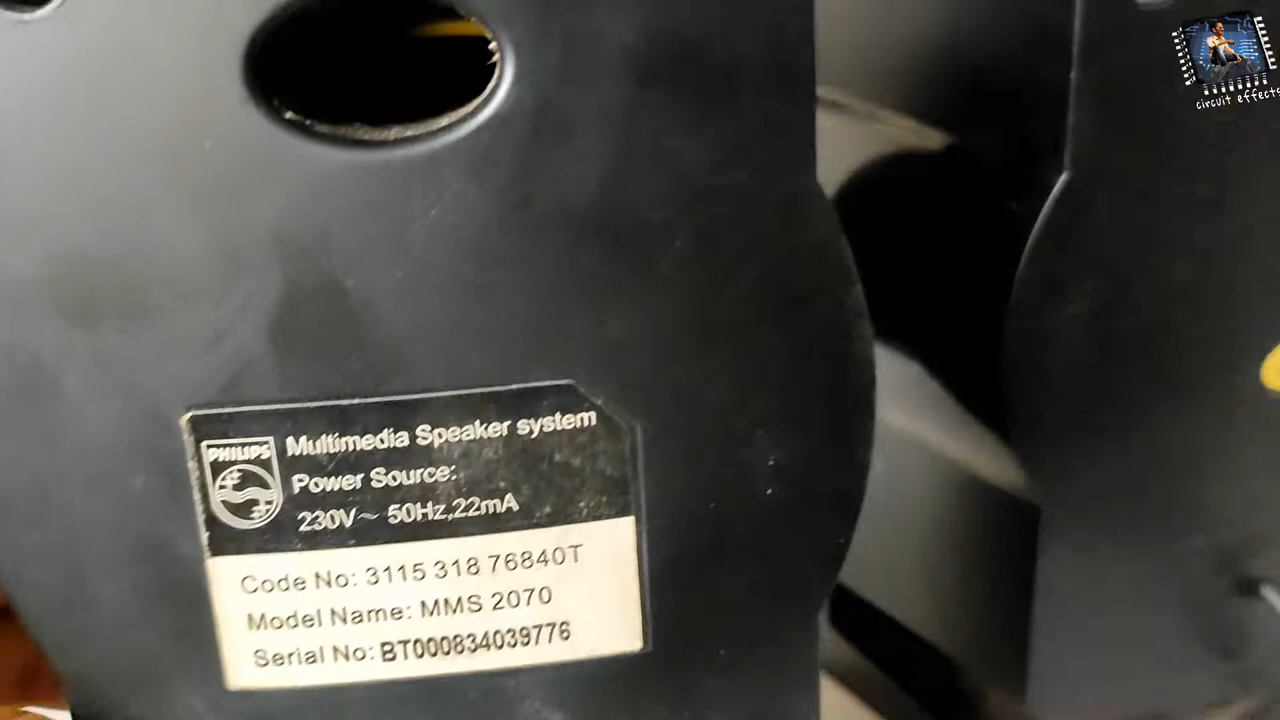 circuit effects
PHILIPS
Multimedia Speaker system
Power Source:
230V~ 50Hz,22mA
Code No: 3115 318 76840T
Model Name: MMS 2070
Serial No: BT000834039776